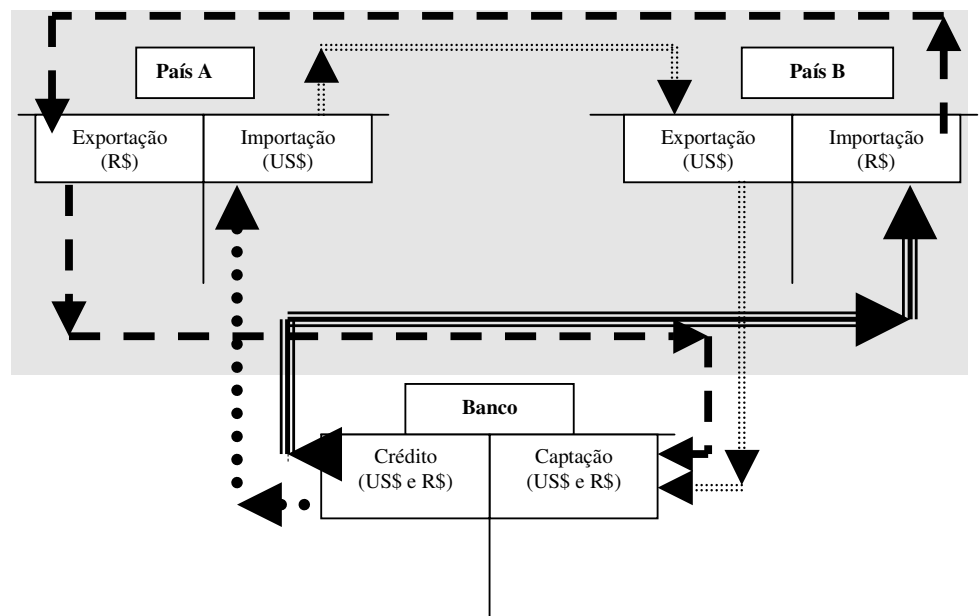 País A
País B
Exportação
(R$)
Importação
(US$)
Exportação
(US$)
Importação
(R$)
Banco
Crédito
(US$ e R$)
Captação
(US$ e R$)